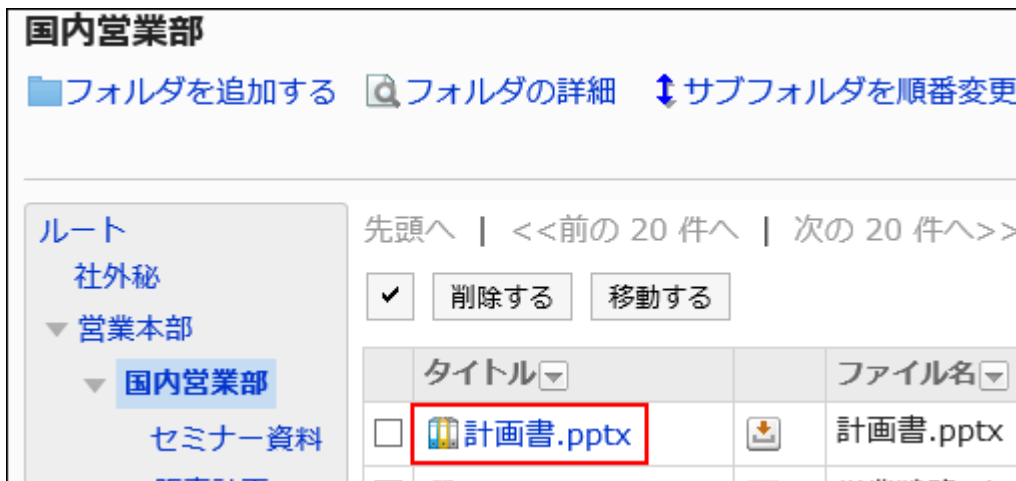 国内営業部
フォルダを追加する フォルダの詳細 サブフォルダを順番変更
ルート
社外秘
営業本部
国内営業部
セミナー資料
先頭へ | <<前の 20 件へ | 次の 20 件へ>>
削除する 移動する
タイトル ファイル名
計画書.pptx 計画書.pptx